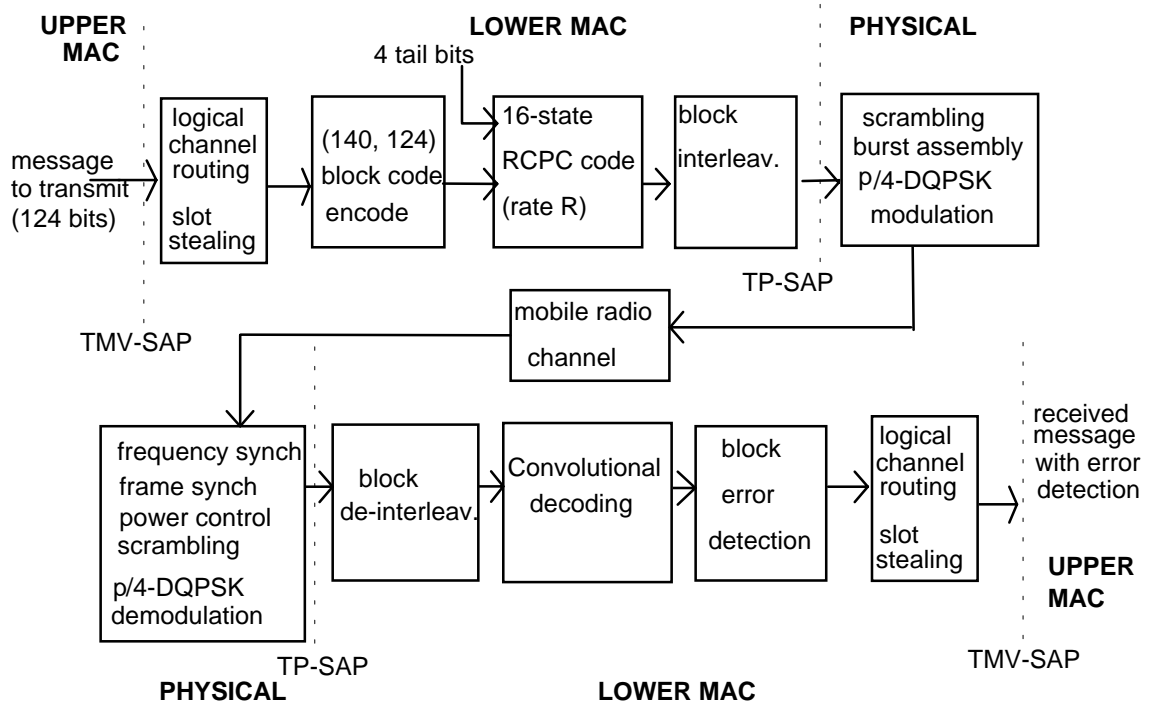 UPPER
MAC
LOWER MAC
PHYSICAL
4 tail bits
message
to transmit
(124 bits)
logical
channel
routing
slot
stealing
(140, 124)
block code
encode
16-state
RCPC code
(rate R)
block
interleav.
scrambling
burst assembly
p/4-DQPSK
modulation
TP-SAP
TMV-SAP
mobile radio
channel
frequency synch
frame synch
power control
scrambling
p/4-DQPSK
demodulation
block
de-interleav.
Convolutional
decoding
block
error
detection
logical
channel
routing
slot
stealing
received
message
with error
detection
UPPER
MAC
TP-SAP
TMV-SAP
PHYSICAL
LOWER MAC